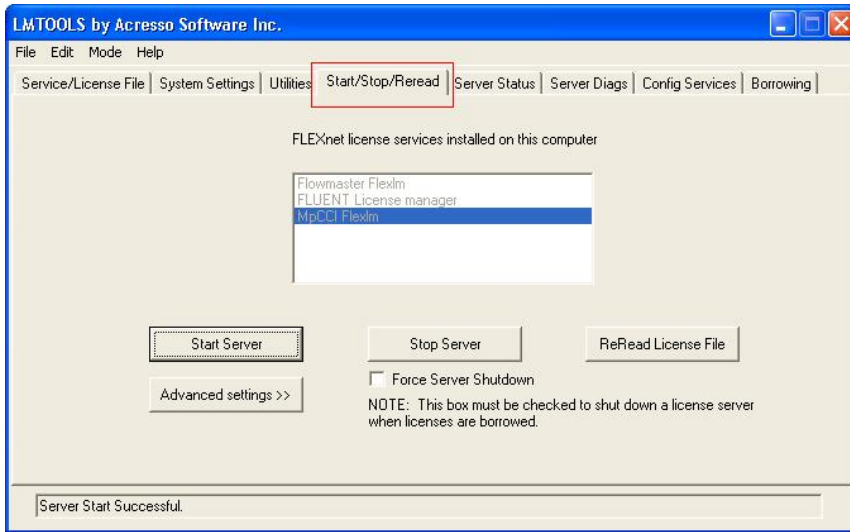 LMTOOLS by Acresso Software Inc.
File Edit Mode Help
Service/License File System Settings Utilities Start/Stop/Reread Server Status Server Diags Config Services Borrowing
FLEXnet license services installed on this computer
Flowmaster Flexlm
FLUENT License manager
MpCCI Flexlm
Start Server Stop Server ReRead License File
Advanced settings >> Force Server Shutdown
NOTE: This box must be checked to shut down a license server
when licenses are borrowed.
Server Start Successful.